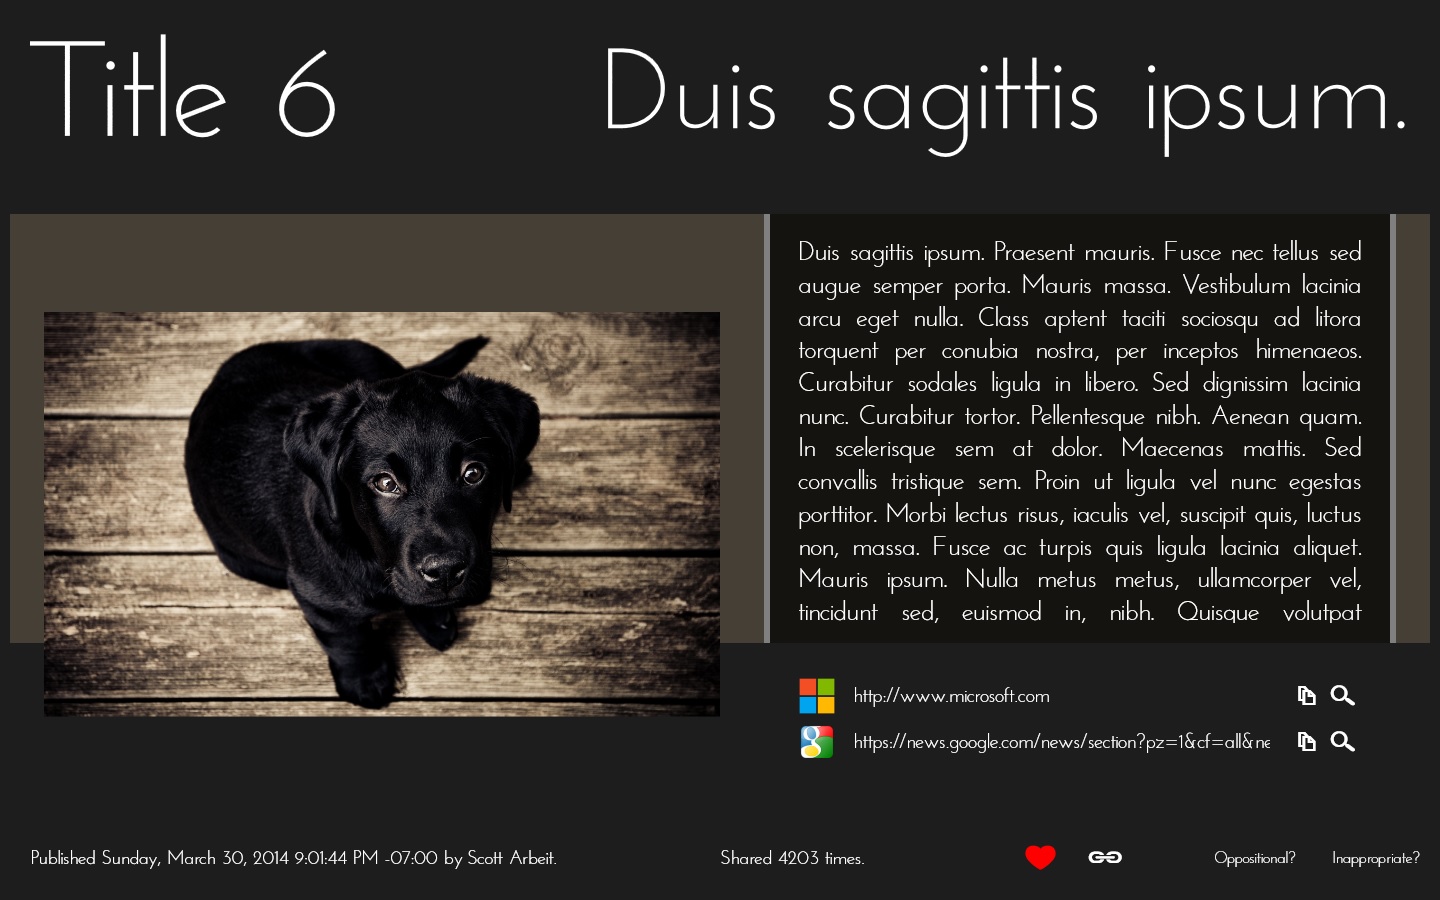 Title 6
Duis sagittis ipsum.
Duis sagittis ipsum. Praesent mauris. Fusce nec tellus sed
augue semper porta. Mauris massa. Vestibulum lacinia
arcu eget nulla. Class aptent taciti sociosqu ad litora
torquent per conubia nostra, per inceptos himenaeos.
Curabitur sodales ligula in libero. Sed dignissim lacinia
nunc. Curabitur tortor. Pellentesque nibh. Aenean quam.
In scelerisque sem at dolor. Maecenas mattis. Sed
convallis tristique sem. Proin ut ligula vel nunc egestas
porttitor. Morbi lectus risus, iaculis vel, suscipit quis, luctus
non, massa. Fusce ac turpis quis ligula lacinia aliquet.
Mauris ipsum. Nulla metus metus, ullamcorper vel,
tincidunt sed, euismod in, nibh. Quisque volutpat
http://www.microsoft.com
https://news.google.com/news/section?pz=1&cf=all&ne
Published Sunday, March 30, 2014 9:01:44 PM -07:00 by Scott Arbeit.
Shared 4203 times.
Oppositional?
Inappropriate?